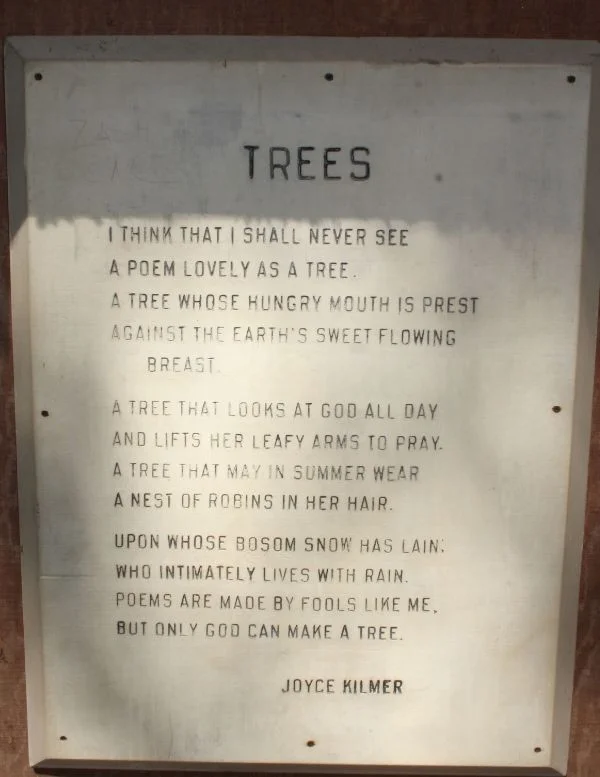 TREES
I THINK THAT I SHALL NEVER SEE
A POEM LOVELY AS A TREE.
A TREE WHOSE HUNGRY MOUTH IS PREST
AGAINST THE EARTH'S SWEET FLOWING
BREAST.
A TREE THAT LOOKS AT GOD ALL DAY
AND LIFTS HER LEAFY ARMS TO PRAY.
A TREE THAT MAY IN SUMMER WEAR
A NEST OF ROBINS IN HER HAIR.
UPON WHOSE BOSOM SNOW HAS LAIN;
WHO INTIMATELY LIVES WITH RAIN.
POEMS ARE MADE BY FOOLS LIKE ME,
BUT ONLY GOD CAN MAKE A TREE.
JOYCE KILMER